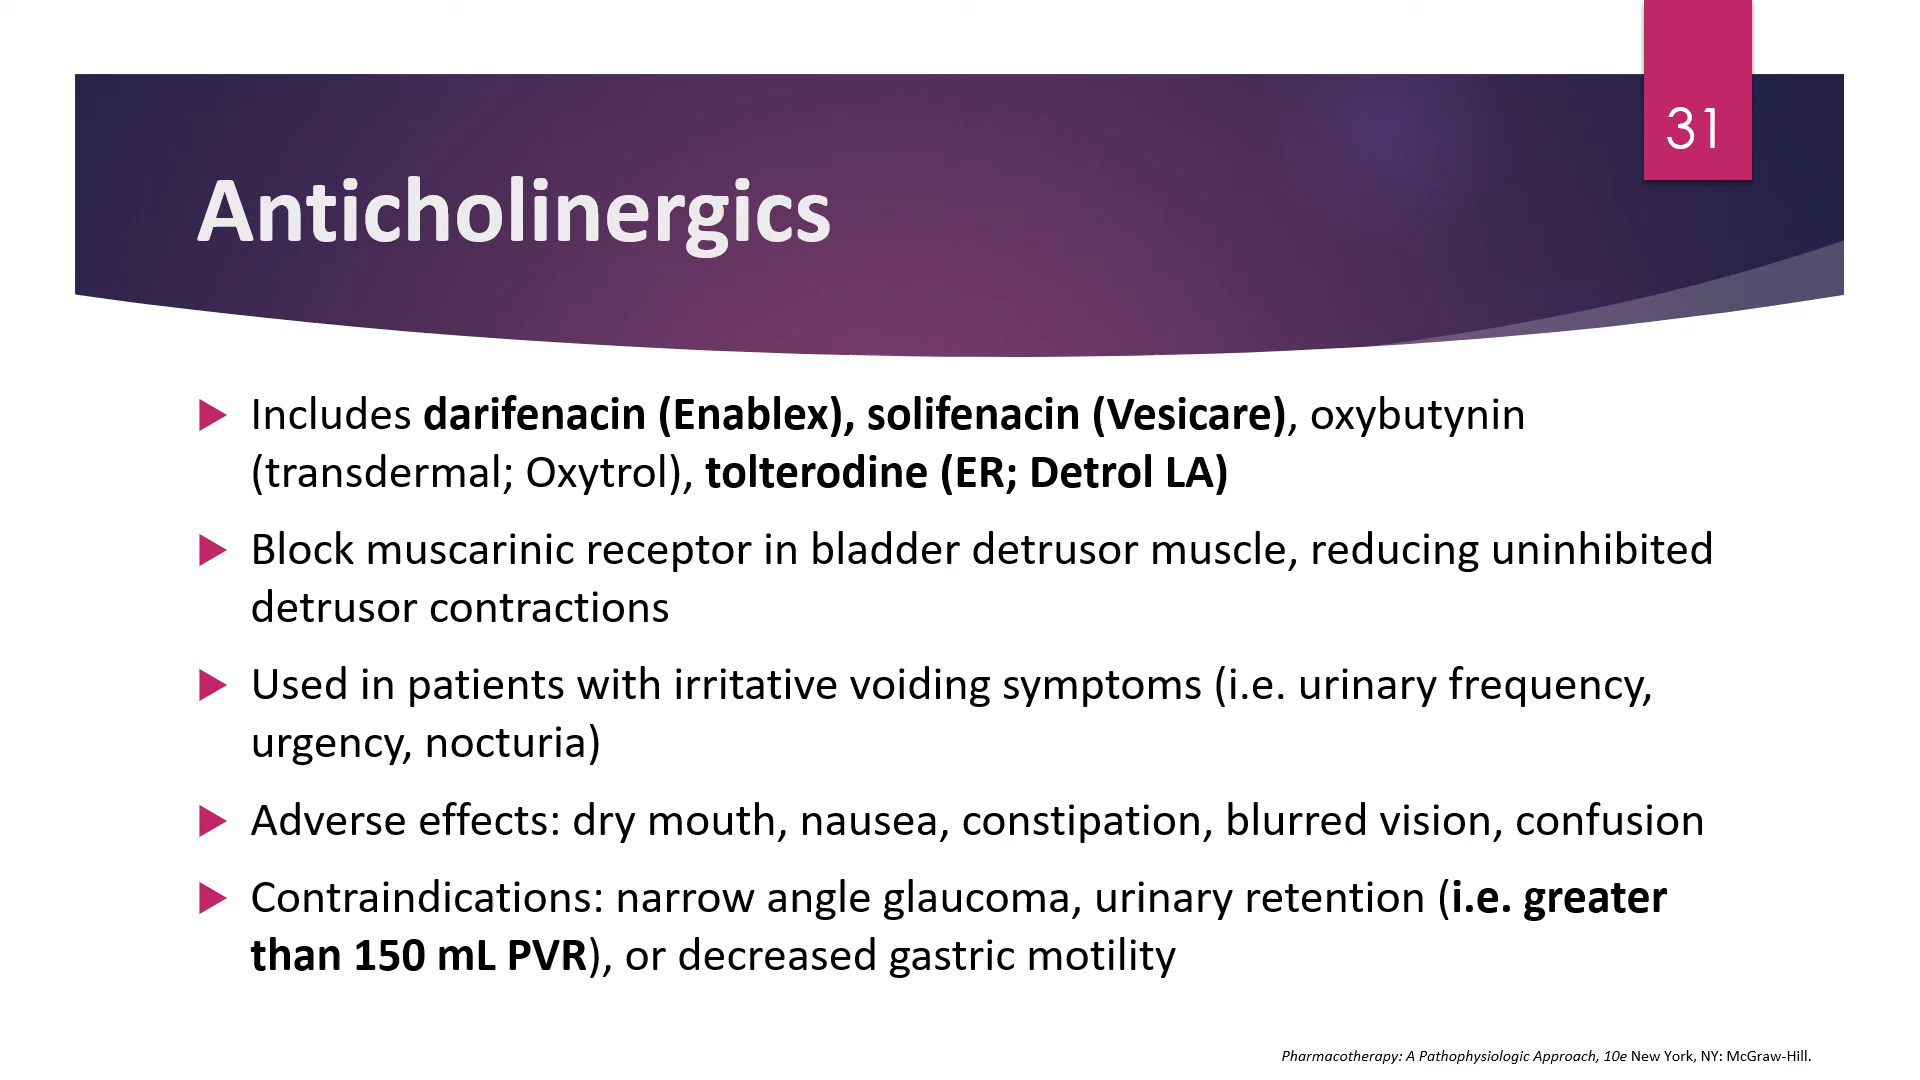 31
Anticholinergics
Includes darifenacin (Enablex), solifenacin (Vesicare), oxybutynin
(transdermal; Oxytrol), tolterodine (ER; Detrol LA)
Block muscarinic receptor in bladder detrusor muscle, reducing uninhibited
detrusor contractions
Used in patients with irritative voiding symptoms (i.e. urinary frequency,
urgency, nocturia)
Adverse effects: dry mouth, nausea, constipation, blurred vision, confusion
Contraindications: narrow angle glaucoma, urinary retention (i.e. greater
than 150 mL PVR), or decreased gastric motility
Pharmacotherapy: A Pathophysiologic Approach, 10e New York, NY: McGraw-Hill.